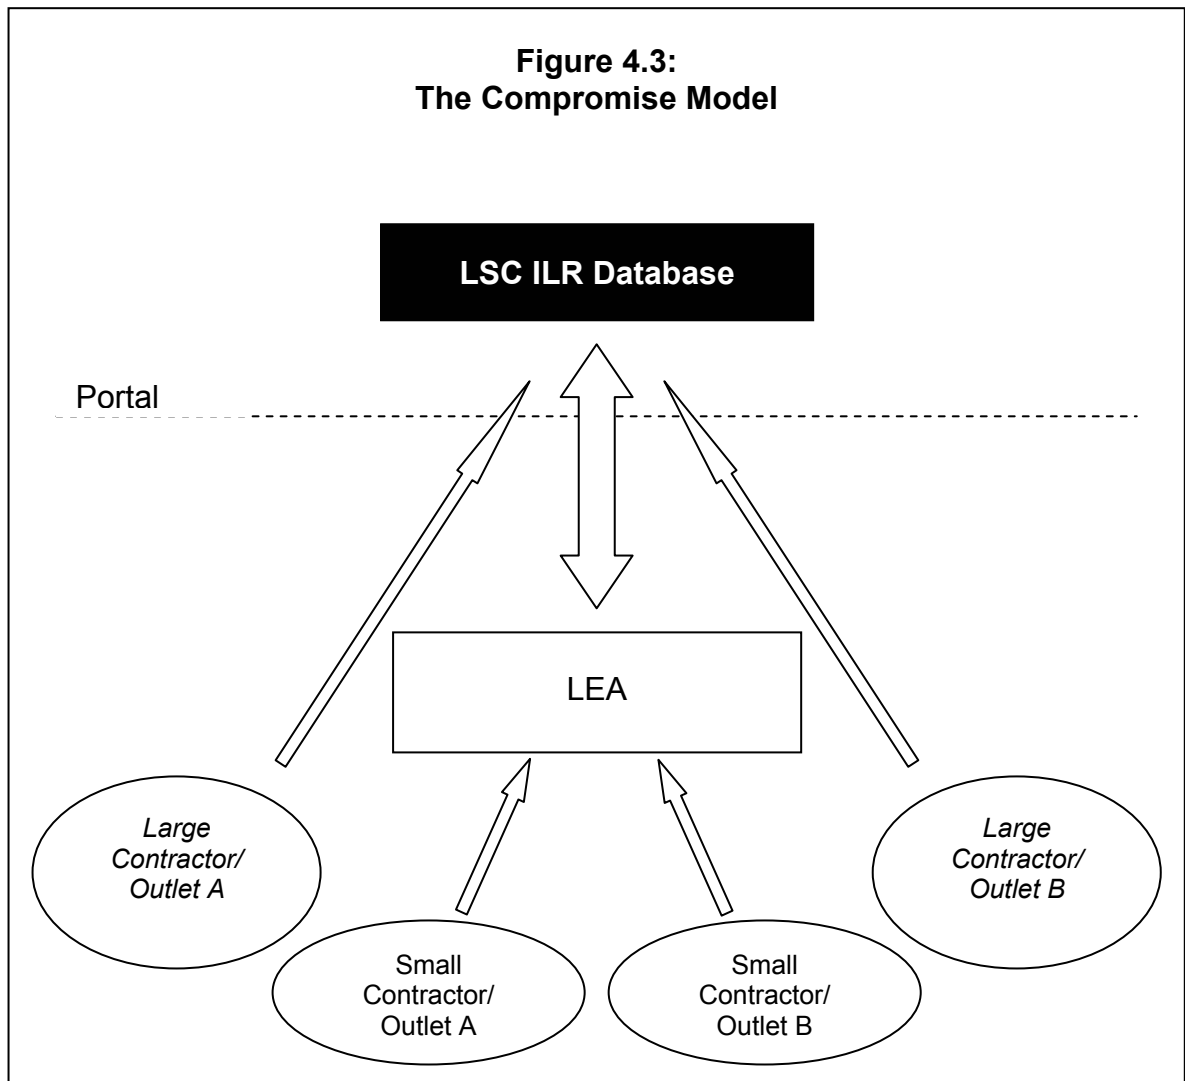 Figure 4.3:
The Compromise Model
LSC ILR Database
Portal
LEA
Large
Contractor/
Outlet A
Large
Contractor/
Outlet B
Small
Contractor/
Outlet A
Small
Contractor/
Outlet B